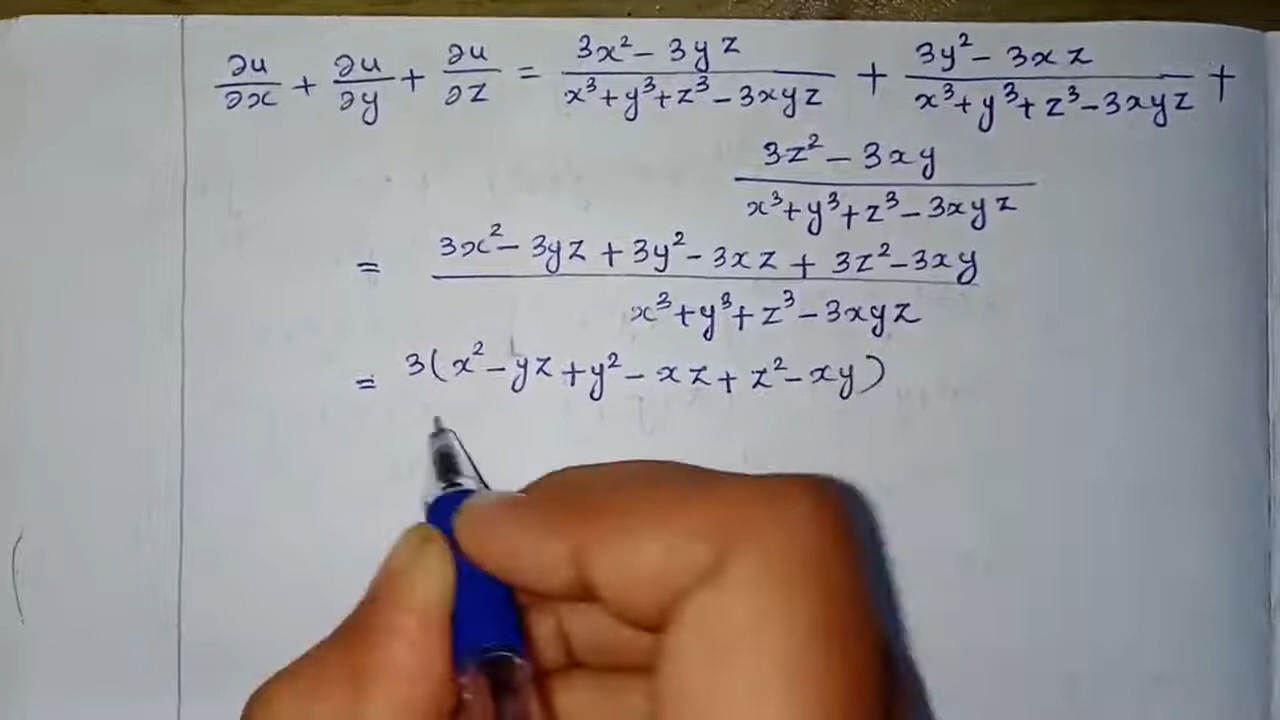 ∂u/∂x + ∂u/∂y + ∂u/∂z = (3x² - 3yz)/(x³+y³+z³-3xyz) + (3y² - 3xz)/(x³+y³+z³-3xyz) +
(3z² - 3xy)/(x³+y³+z³-3xyz)
= (3x² - 3yz + 3y² - 3xz + 3z² - 3xy)/(x³+y³+z³-3xyz)
= 3(x² - yz + y² - xz + z² - xy)